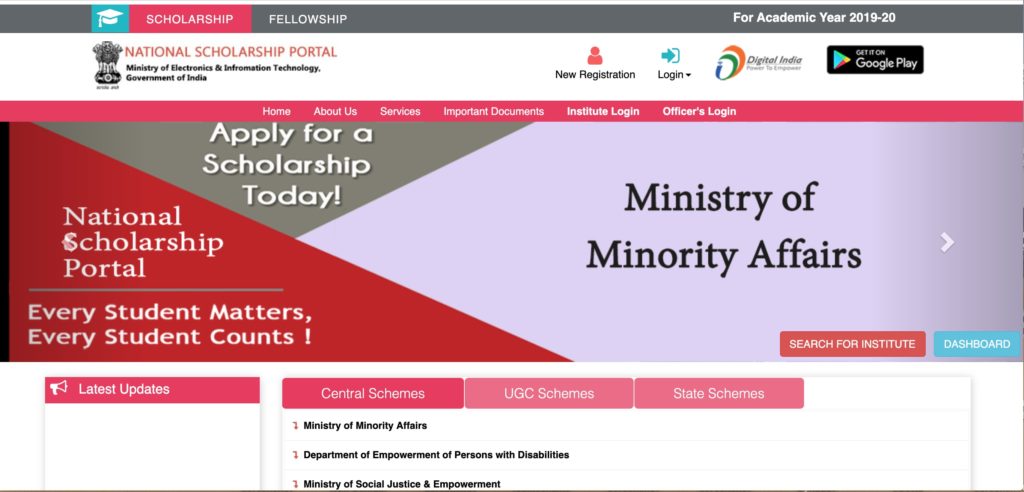 SCHOLARSHIP FELLOWSHIP For Academic Year 2019-20
NATIONAL SCHOLARSHIP PORTAL
Ministry of Electronics & Infromation Technology,
Government of India
New Registration
Login
Digital India
Power To Empower
GET IT ON
Google Play
Home About Us Services Important Documents Institute Login Officer's Login
Apply for a
Scholarship
Today!
National
Scholarship
Portal
Every Student Matters,
Every Student Counts !
Ministry of
Minority Affairs
SEARCH FOR INSTITUTE DASHBOARD
Latest Updates
Central Schemes UGC Schemes State Schemes
Ministry of Minority Affairs
Department of Empowerment of Persons with Disabilities
Ministry of Social Justice & Empowerment